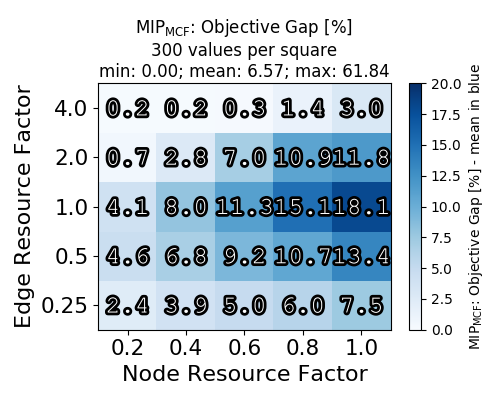 MIP_MCF: Objective Gap [%]
300 values per square
min: 0.00; mean: 6.57; max: 61.84
Edge Resource Factor
4.0 0.2 0.2 0.3 1.4 3.0
2.0 0.7 2.8 7.0 10.9 11.8
1.0 4.1 8.0 11.3 15.1 18.1
0.5 4.6 6.8 9.2 10.7 13.4
0.25 2.4 3.9 5.0 6.0 7.5
0.2 0.4 0.6 0.8 1.0
Node Resource Factor
20.0
17.5
15.0
12.5
10.0
7.5
5.0
2.5
0.0
MIP_MCF: Objective Gap [%] - mean in blue